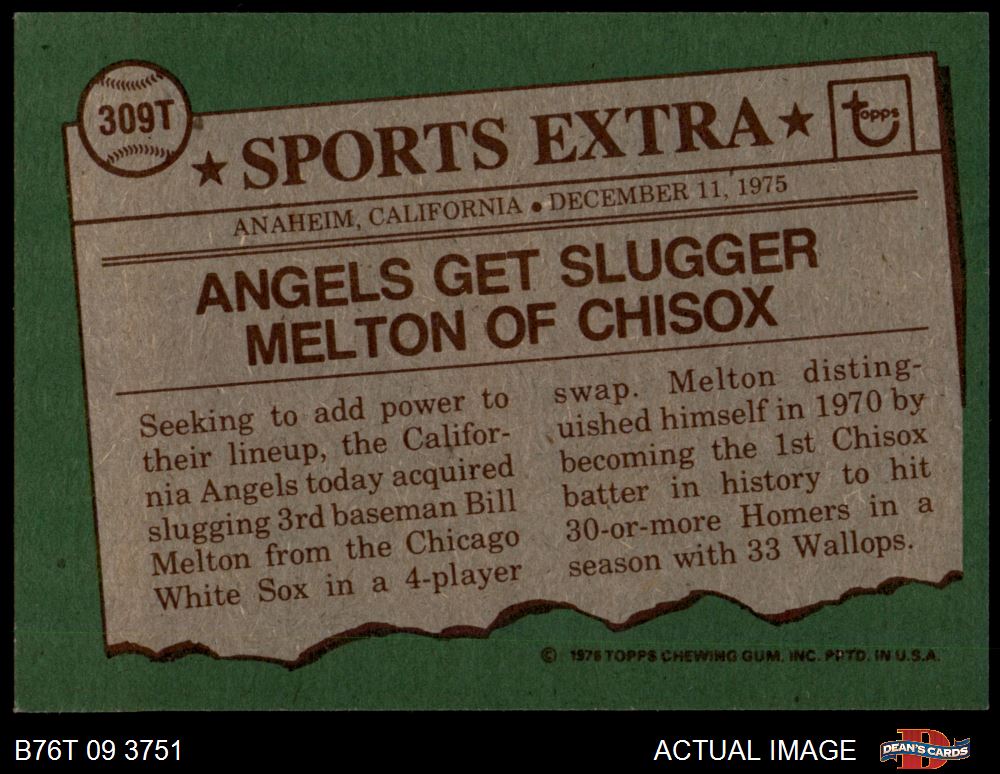 309T
★ SPORTS EXTRA ★
topps
ANAHEIM, CALIFORNIA • DECEMBER 11, 1975
ANGELS GET SLUGGER
MELTON OF CHISOX
Seeking to add power to
their lineup, the Califor-
nia Angels today acquired
slugging 3rd baseman Bill
Melton from the Chicago
White Sox in a 4-player
swap. Melton disting-
uished himself in 1970 by
becoming the 1st Chisox
batter in history to hit
30-or-more Homers in a
season with 33 Wallops.
© 1976 TOPPS CHEWING GUM, INC. PRTD. IN U.S.A.
B76T 09 3751
ACTUAL IMAGE
DEAN'S CARDS